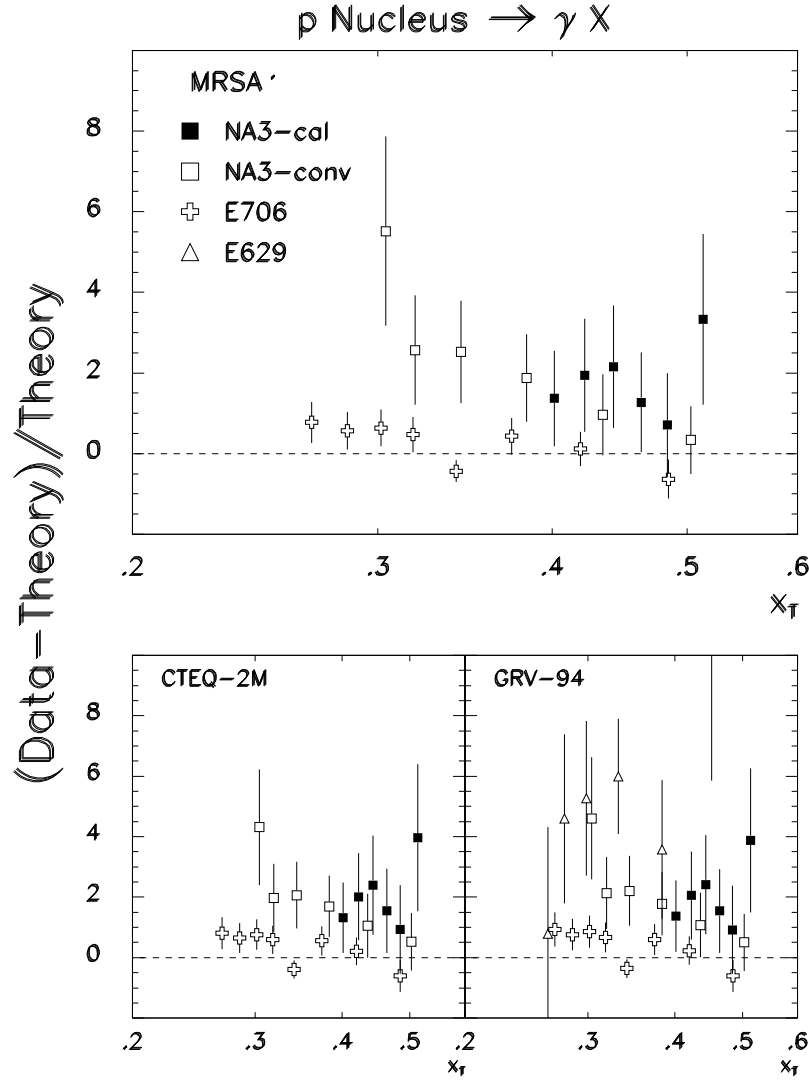 p Nucleus → γ X
MRSA ′
NA3-cal
NA3-conv
E706
E629
(Data-Theory)/Theory
8
6
4
2
0
.2 .3 .4 .5 .6
x_T
CTEQ-2M GRV-94
8
6
4
2
0
.2 .3 .4 .5 .2 .3 .4 .5 .6
x_T x_T